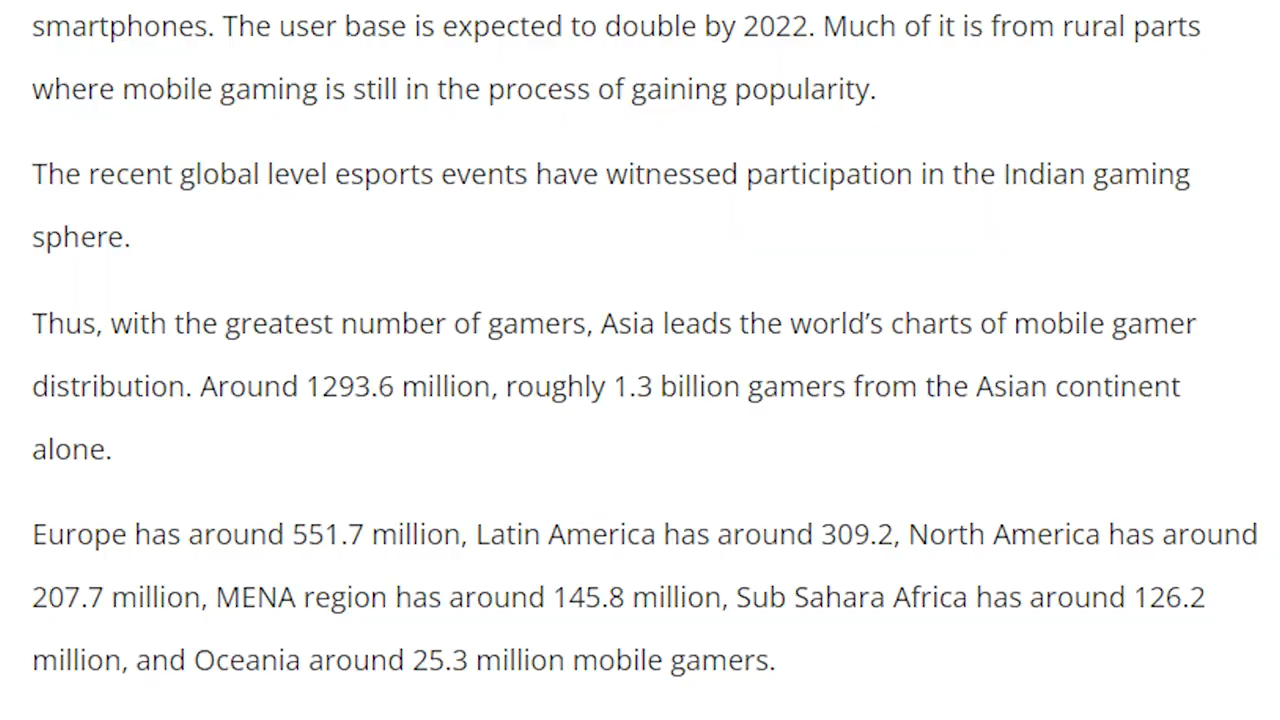 smartphones. The user base is expected to double by 2022. Much of it is from rural parts
where mobile gaming is still in the process of gaining popularity.
The recent global level esports events have witnessed participation in the Indian gaming
sphere.
Thus, with the greatest number of gamers, Asia leads the world’s charts of mobile gamer
distribution. Around 1293.6 million, roughly 1.3 billion gamers from the Asian continent
alone.
Europe has around 551.7 million, Latin America has around 309.2, North America has around
207.7 million, MENA region has around 145.8 million, Sub Sahara Africa has around 126.2
million, and Oceania around 25.3 million mobile gamers.